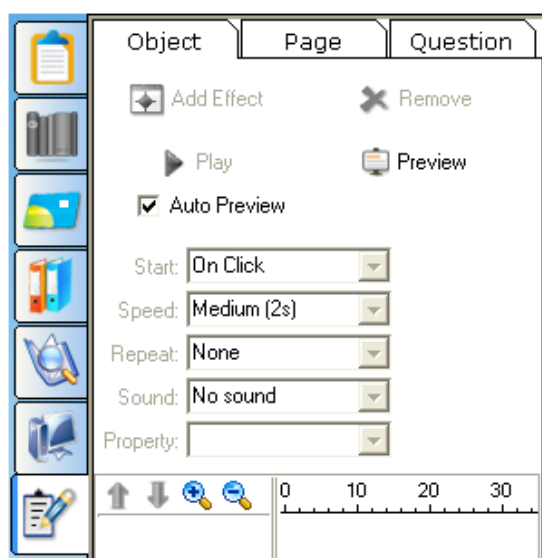 Object Page Question
Add Effect Remove
Play Preview
Auto Preview
Start: On Click
Speed: Medium (2s)
Repeat: None
Sound: No sound
Property:
0 10 20 30